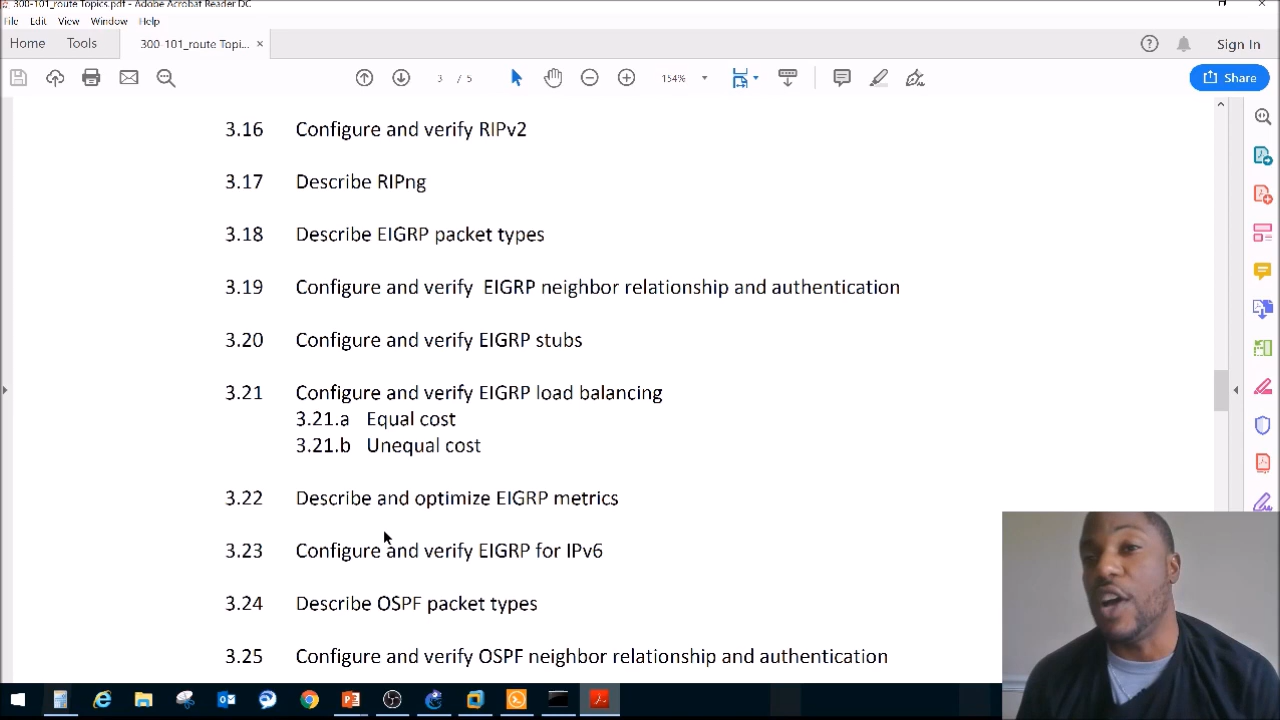 300-101_route Topics.pdf - Adobe Acrobat Reader DC
File Edit View Window Help
Home Tools 300-101_route Topi... × Sign In
3 / 5 154% Share
3.16 Configure and verify RIPv2
3.17 Describe RIPng
3.18 Describe EIGRP packet types
3.19 Configure and verify EIGRP neighbor relationship and authentication
3.20 Configure and verify EIGRP stubs
3.21 Configure and verify EIGRP load balancing
3.21.a Equal cost
3.21.b Unequal cost
3.22 Describe and optimize EIGRP metrics
3.23 Configure and verify EIGRP for IPv6
3.24 Describe OSPF packet types
3.25 Configure and verify OSPF neighbor relationship and authentication